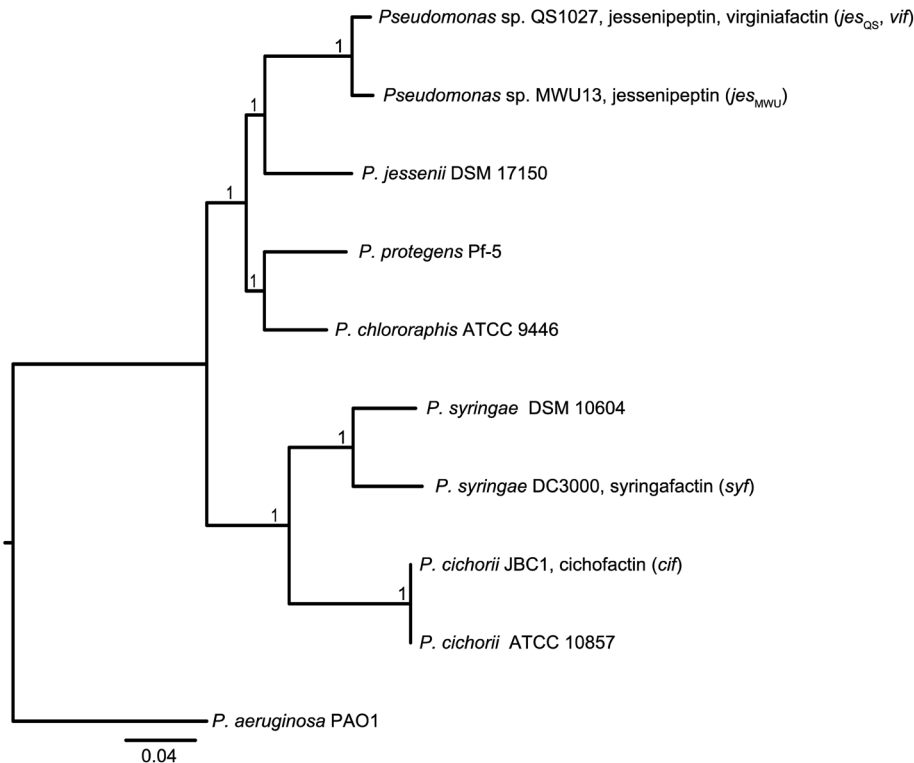 Pseudomonas sp. QS1027, jessenipeptin, virginiafactin (jesQS, vif)
1
Pseudomonas sp. MWU13, jessenipeptin (jesMWU)
1
P. jessenii DSM 17150
1
P. protegens Pf-5
1
P. chlororaphis ATCC 9446
P. syringae DSM 10604
1
P. syringae DC3000, syringafactin (syf)
1
P. cichorii JBC1, cichofactin (cif)
1
P. cichorii ATCC 10857
P. aeruginosa PAO1
0.04